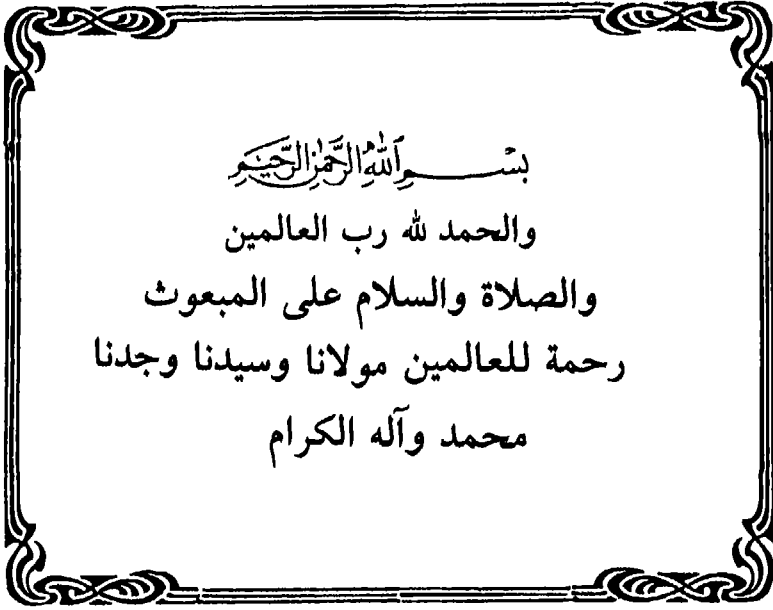 بسم الله الرحمن الرحيم
والحمد لله رب العالمين
والصلاة والسلام على المبعوث
رحمة للعالمين مولانا وسيدنا وجدنا
محمد وآله الكرام